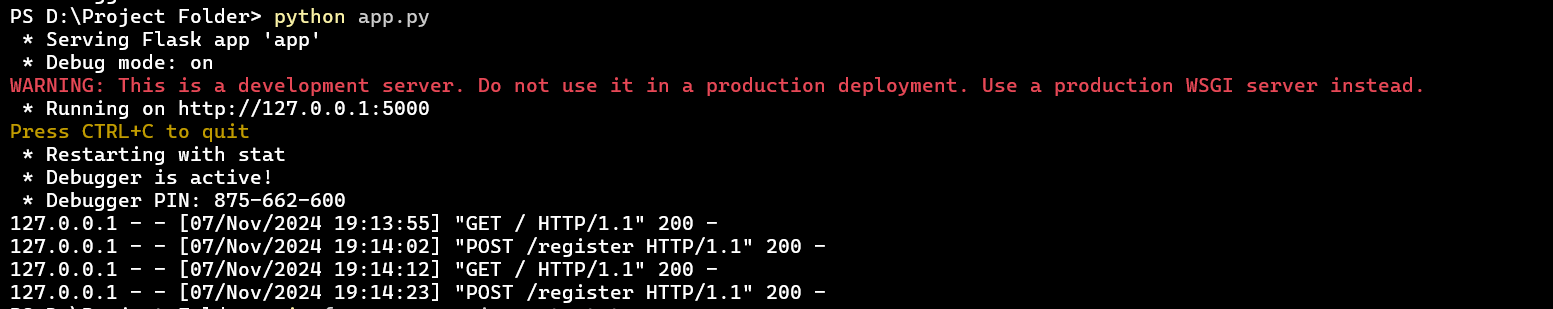 PS D:\Project Folder> python app.py
 * Serving Flask app 'app'
 * Debug mode: on
WARNING: This is a development server. Do not use it in a production deployment. Use a production WSGI server instead.
 * Running on http://127.0.0.1:5000
Press CTRL+C to quit
 * Restarting with stat
 * Debugger is active!
 * Debugger PIN: 875-662-600
127.0.0.1 - - [07/Nov/2024 19:13:55] "GET / HTTP/1.1" 200 -
127.0.0.1 - - [07/Nov/2024 19:14:02] "POST /register HTTP/1.1" 200 -
127.0.0.1 - - [07/Nov/2024 19:14:12] "GET / HTTP/1.1" 200 -
127.0.0.1 - - [07/Nov/2024 19:14:23] "POST /register HTTP/1.1" 200 -